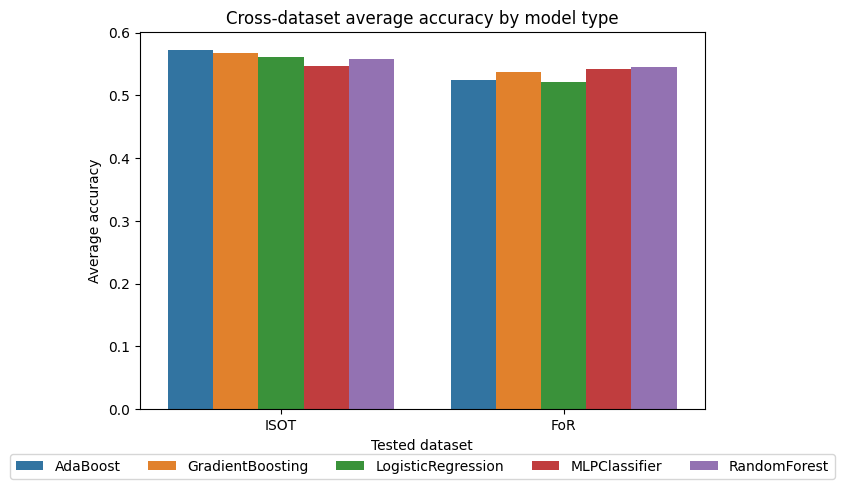 Cross-dataset average accuracy by model type
0.6
0.5
0.4
0.3
0.2
0.1
0.0
Average accuracy
ISOT FoR
Tested dataset
AdaBoost GradientBoosting LogisticRegression MLPClassifier RandomForest